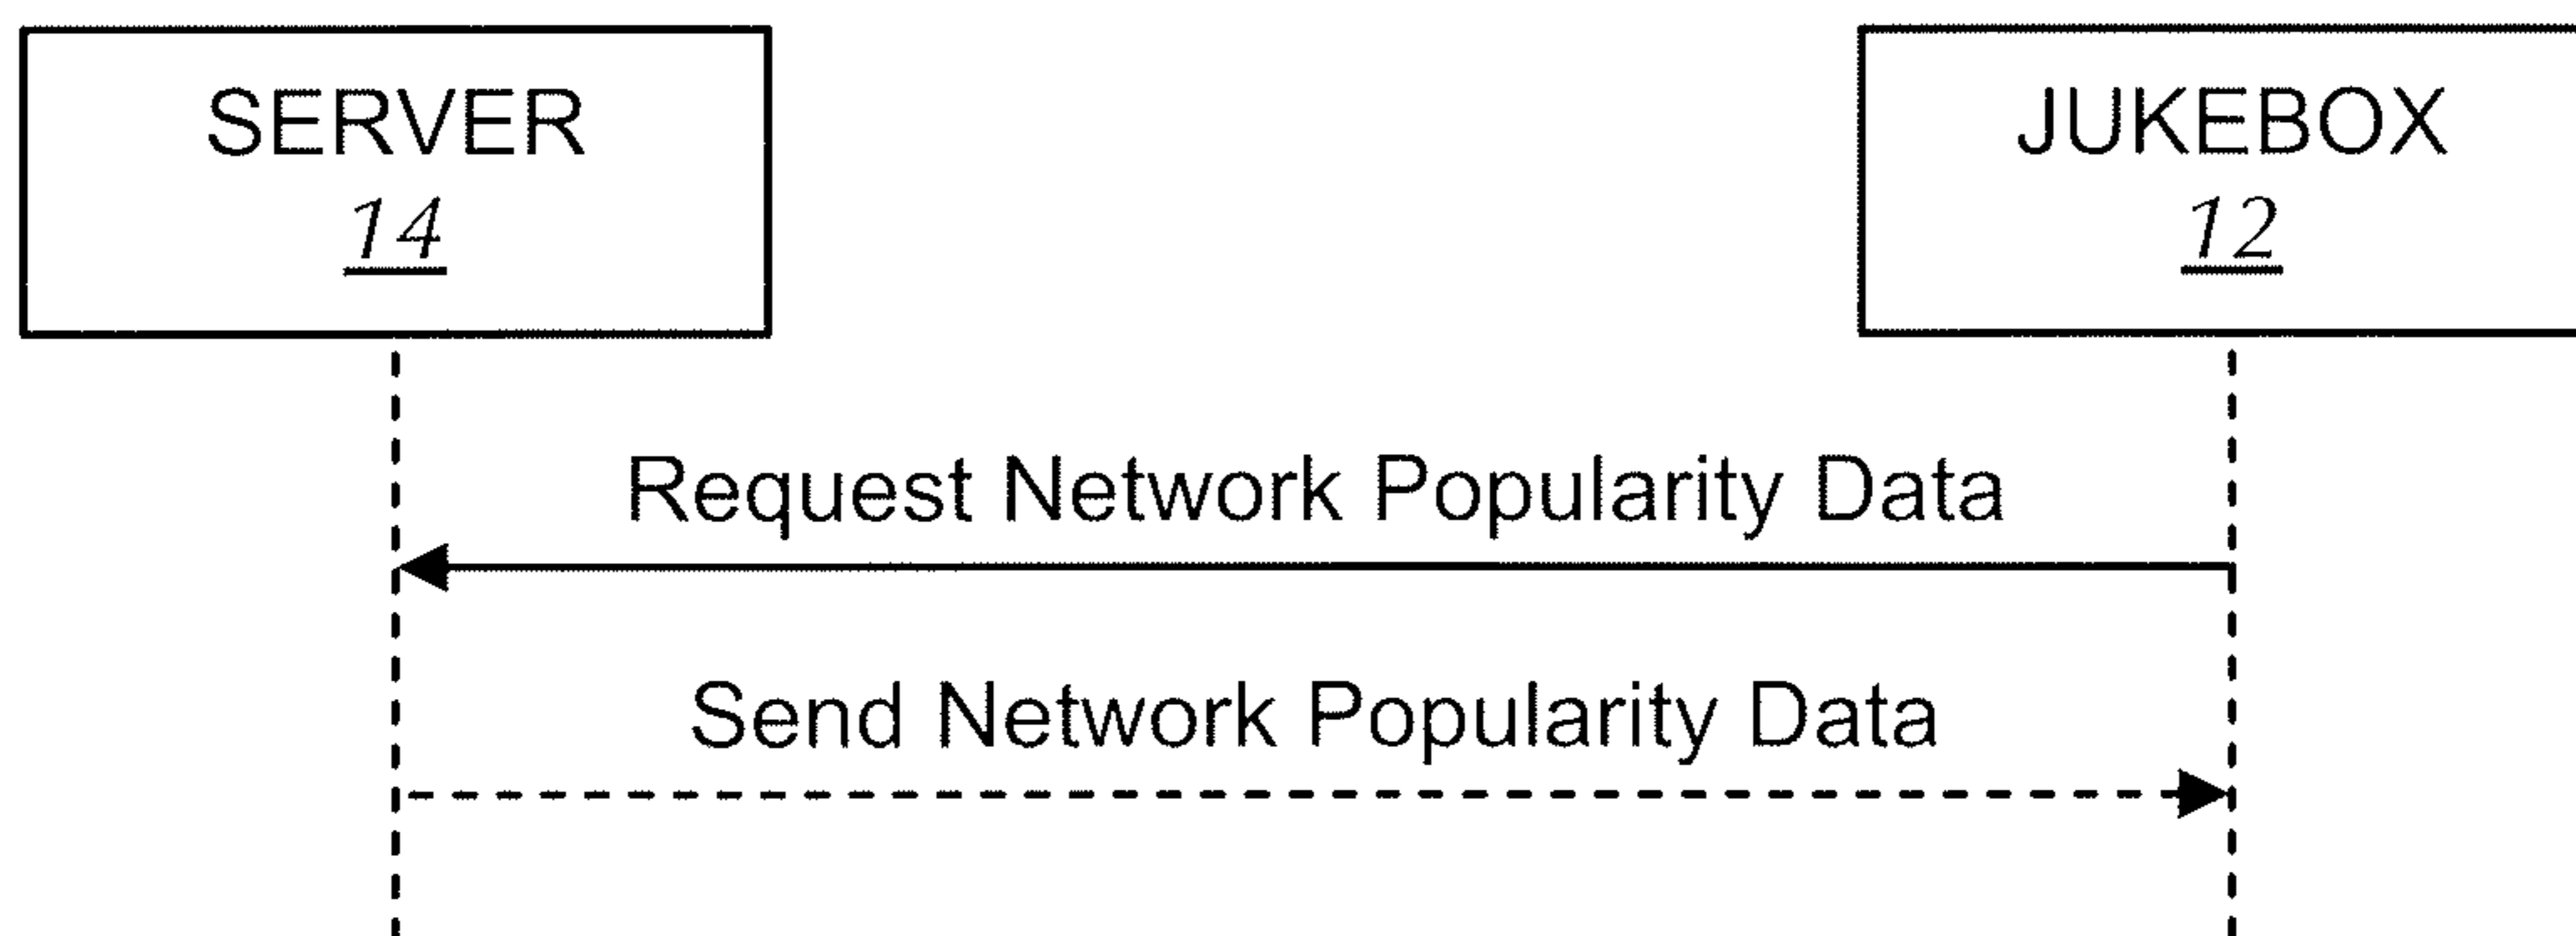 SERVER
14
JUKEBOX
12
Request Network Popularity Data
Send Network Popularity Data